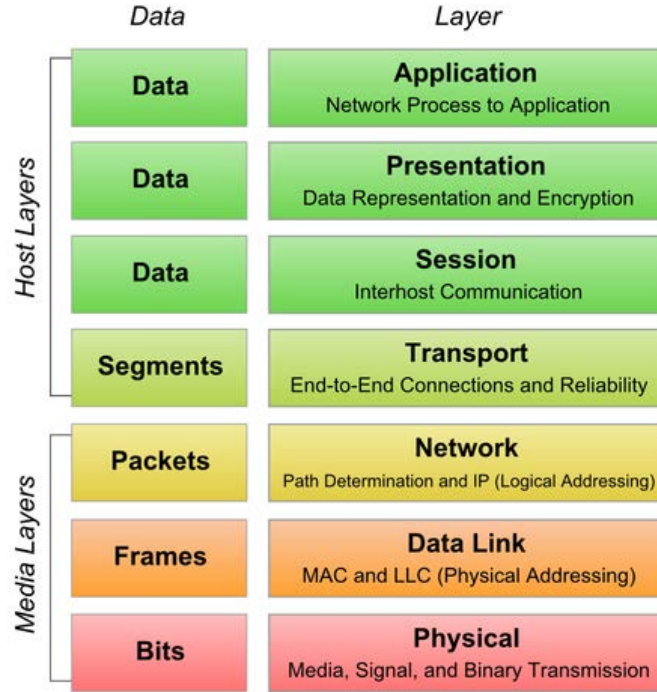 Data Layer
Host Layers
Data
Application
Network Process to Application
Data
Presentation
Data Representation and Encryption
Data
Session
Interhost Communication
Segments
Transport
End-to-End Connections and Reliability
Media Layers
Packets
Network
Path Determination and IP (Logical Addressing)
Frames
Data Link
MAC and LLC (Physical Addressing)
Bits
Physical
Media, Signal, and Binary Transmission